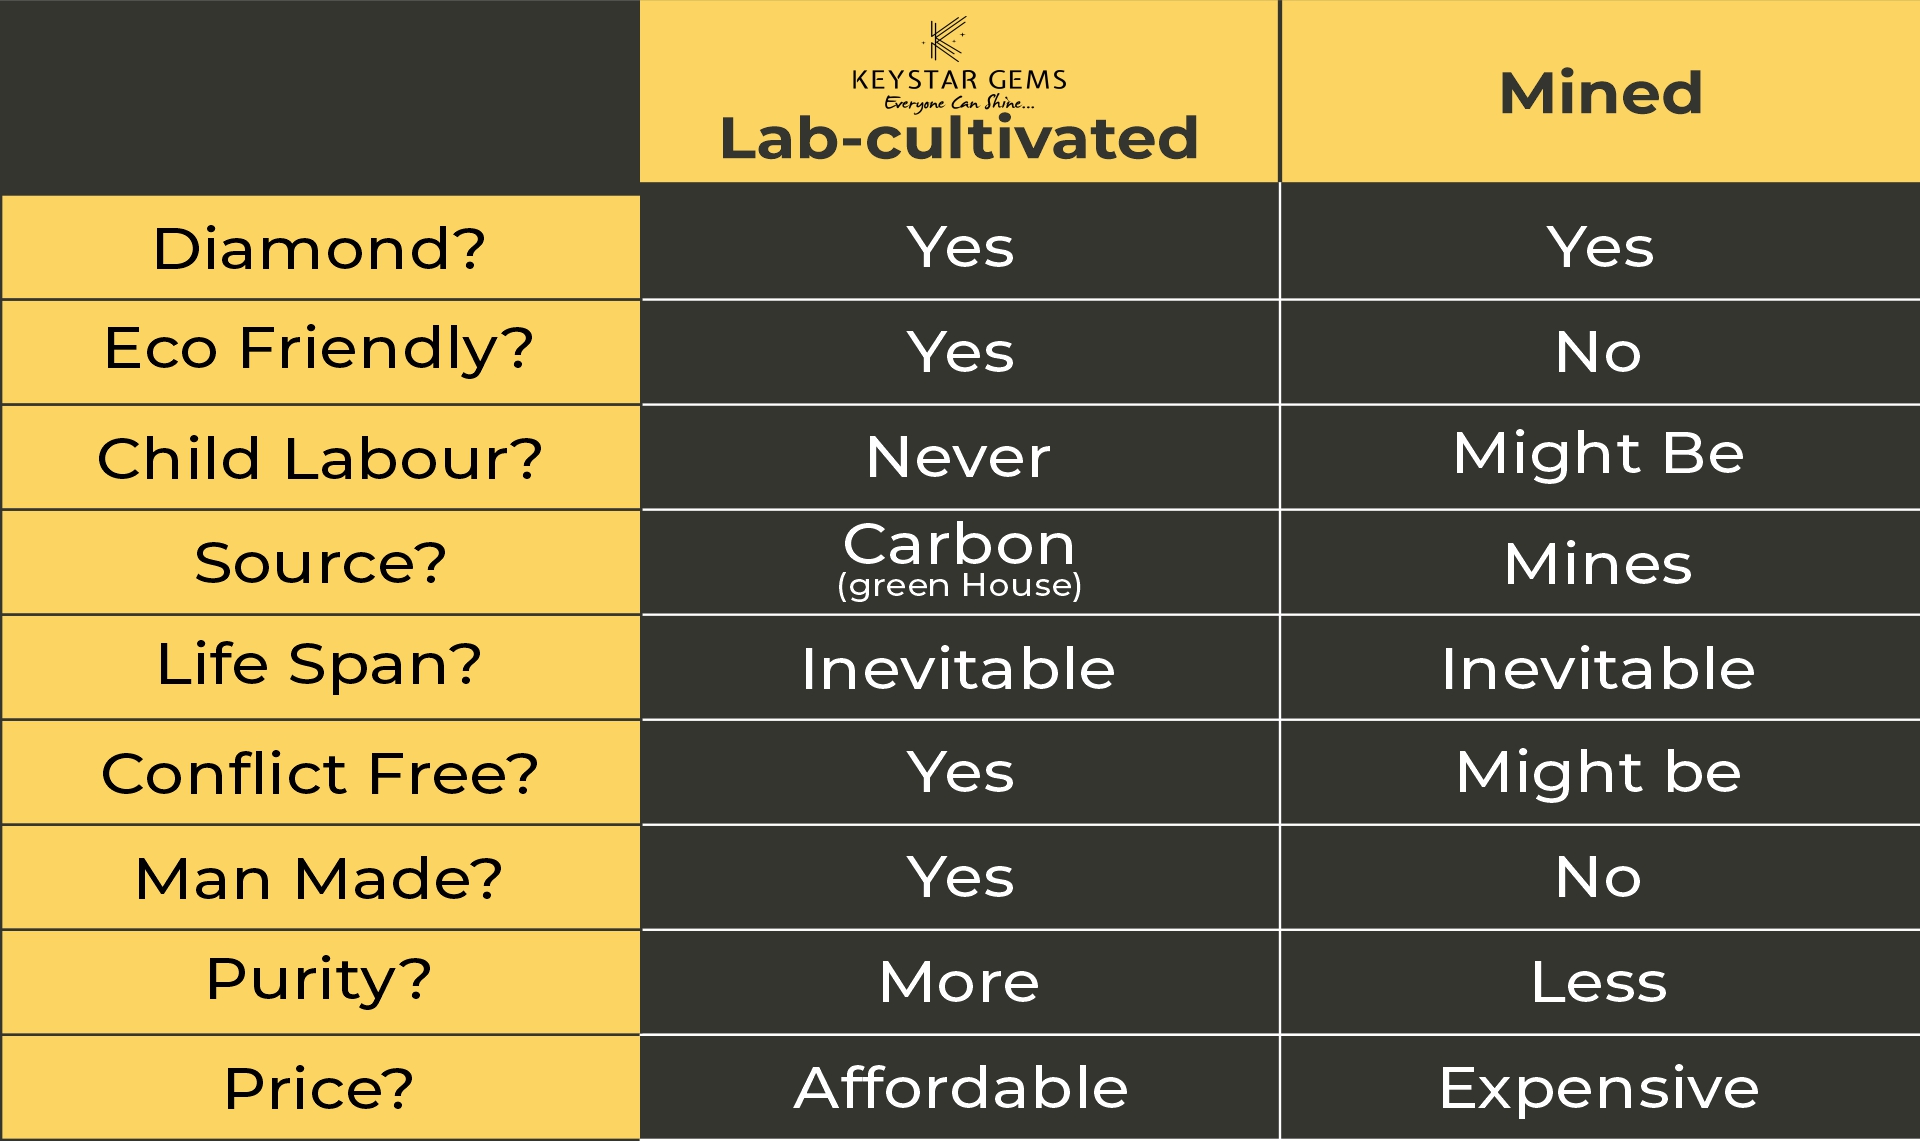 KEYSTAR GEMS
Everyone Can Shine...
Lab-cultivated
Mined
Diamond?
Yes
Yes
Eco Friendly?
Yes
No
Child Labour?
Never
Might Be
Source?
Carbon
(green House)
Mines
Life Span?
Inevitable
Inevitable
Conflict Free?
Yes
Might be
Man Made?
Yes
No
Purity?
More
Less
Price?
Affordable
Expensive